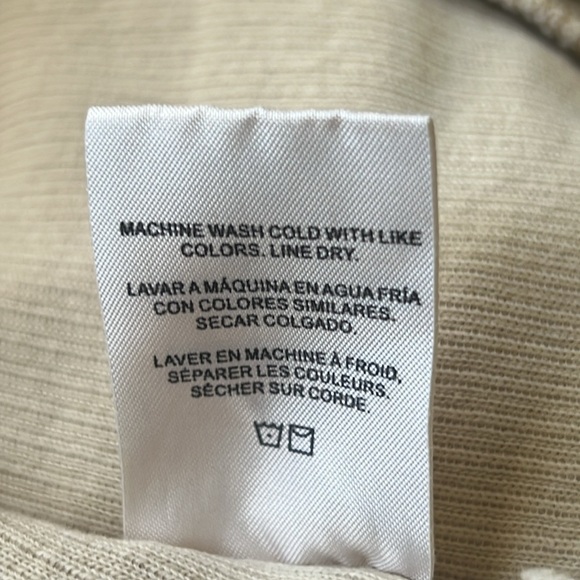 MACHINE WASH COLD WITH LIKE
COLORS. LINE DRY.
LAVAR A MÁQUINA EN AGUA FRÍA
CON COLORES SIMILARES.
SECAR COLGADO.
LAVER EN MACHINE À FROID,
SÉPARER LES COULEURS.
SÉCHER SUR CORDE.